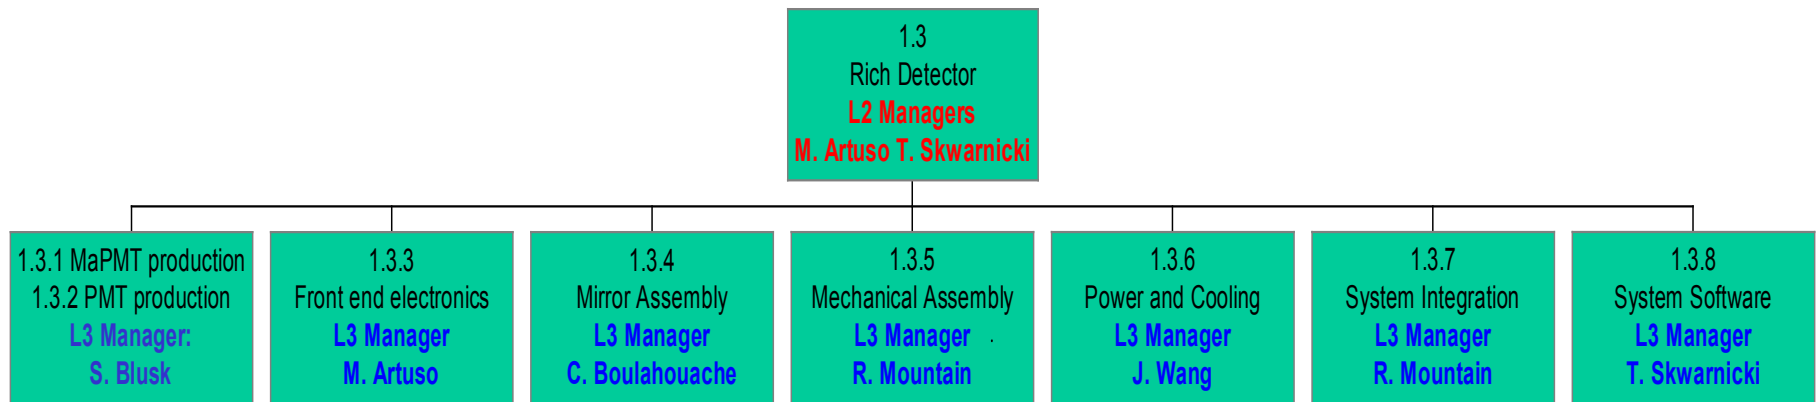 1.3
Rich Detector
L2 Managers
M. Artuso T. Skwarnicki
1.3.1 MaPMT production
1.3.2 PMT production
L3 Manager:
S. Blusk
1.3.3
Front end electronics
L3 Manager
M. Artuso
1.3.4
Mirror Assembly
L3 Manager
C. Boulahouache
1.3.5
Mechanical Assembly
L3 Manager .
R. Mountain
1.3.6
Power and Cooling
L3 Manager
J. Wang
1.3.7
System Integration
L3 Manager
R. Mountain
1.3.8
System Software
L3 Manager
T. Skwarnicki